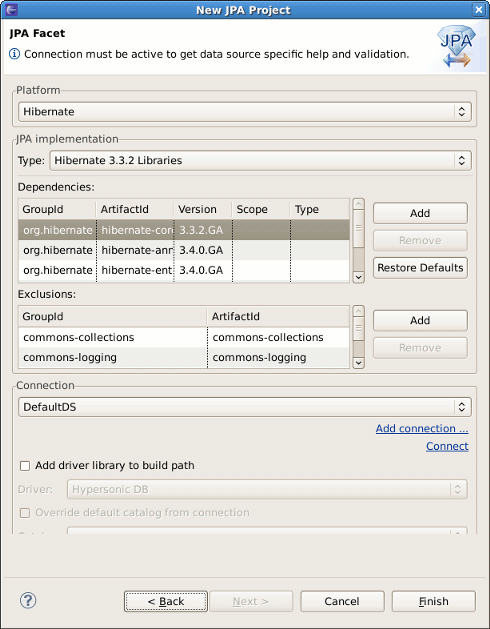 New JPA Project
JPA Facet
Connection must be active to get data source specific help and validation.
JPA
Platform
Hibernate
JPA implementation
Type: Hibernate 3.3.2 Libraries
Dependencies:
GroupId ArtifactId Version Scope Type
org.hibernate hibernate-cor 3.3.2.GA
org.hibernate hibernate-anr 3.4.0.GA
org.hibernate hibernate-ent 3.4.0.GA
Add
Remove
Restore Defaults
Exclusions:
GroupId ArtifactId
commons-collections commons-collections
commons-logging commons-logging
Add
Remove
Connection
DefaultDS
Add connection ...
Connect
Add driver library to build path
Driver: Hypersonic DB
Override default catalog from connection
< Back Next > Cancel Finish